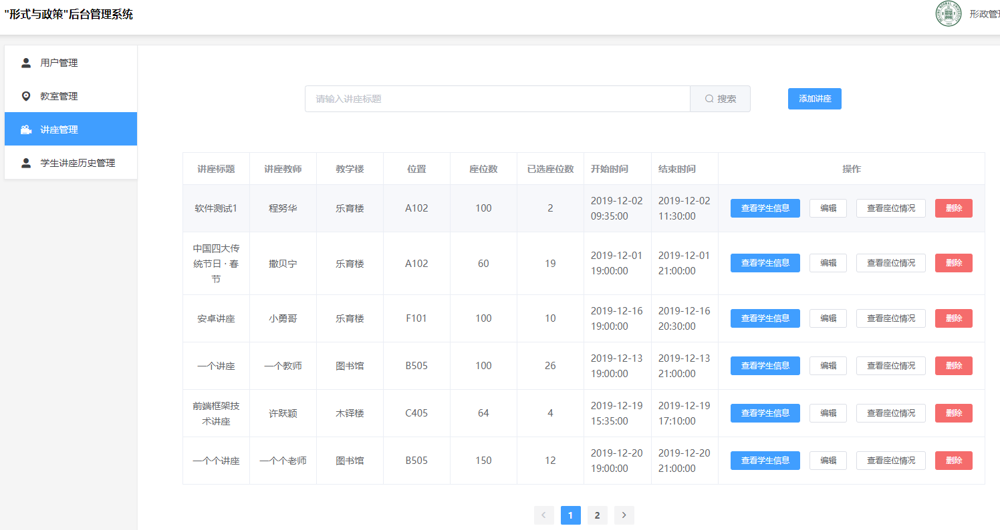 "形式与政策"后台管理系统
形政管理
用户管理
教室管理
讲座管理
学生讲座历史管理
请输入讲座标题
搜索
添加讲座
讲座标题 讲座教师 教学楼 位置 座位数 已选座位数 开始时间 结束时间 操作
软件测试1 程努华 乐育楼 A102 100 2 2019-12-02 09:35:00 2019-12-02 11:30:00 查看学生信息 编辑 查看座位情况 删除
中国四大传统节日·春节 撒贝宁 乐育楼 A102 60 19 2019-12-01 19:00:00 2019-12-01 21:00:00 查看学生信息 编辑 查看座位情况 删除
安卓讲座 小勇哥 乐育楼 F101 100 10 2019-12-16 19:00:00 2019-12-16 20:30:00 查看学生信息 编辑 查看座位情况 删除
一个讲座 一个教师 图书馆 B505 100 26 2019-12-13 19:00:00 2019-12-13 21:00:00 查看学生信息 编辑 查看座位情况 删除
前端框架技术讲座 许跃颖 木铎楼 C405 64 4 2019-12-19 15:35:00 2019-12-19 17:10:00 查看学生信息 编辑 查看座位情况 删除
一个个讲座 一个个老师 图书馆 B505 150 12 2019-12-20 19:00:00 2019-12-20 21:00:00 查看学生信息 编辑 查看座位情况 删除
1 2